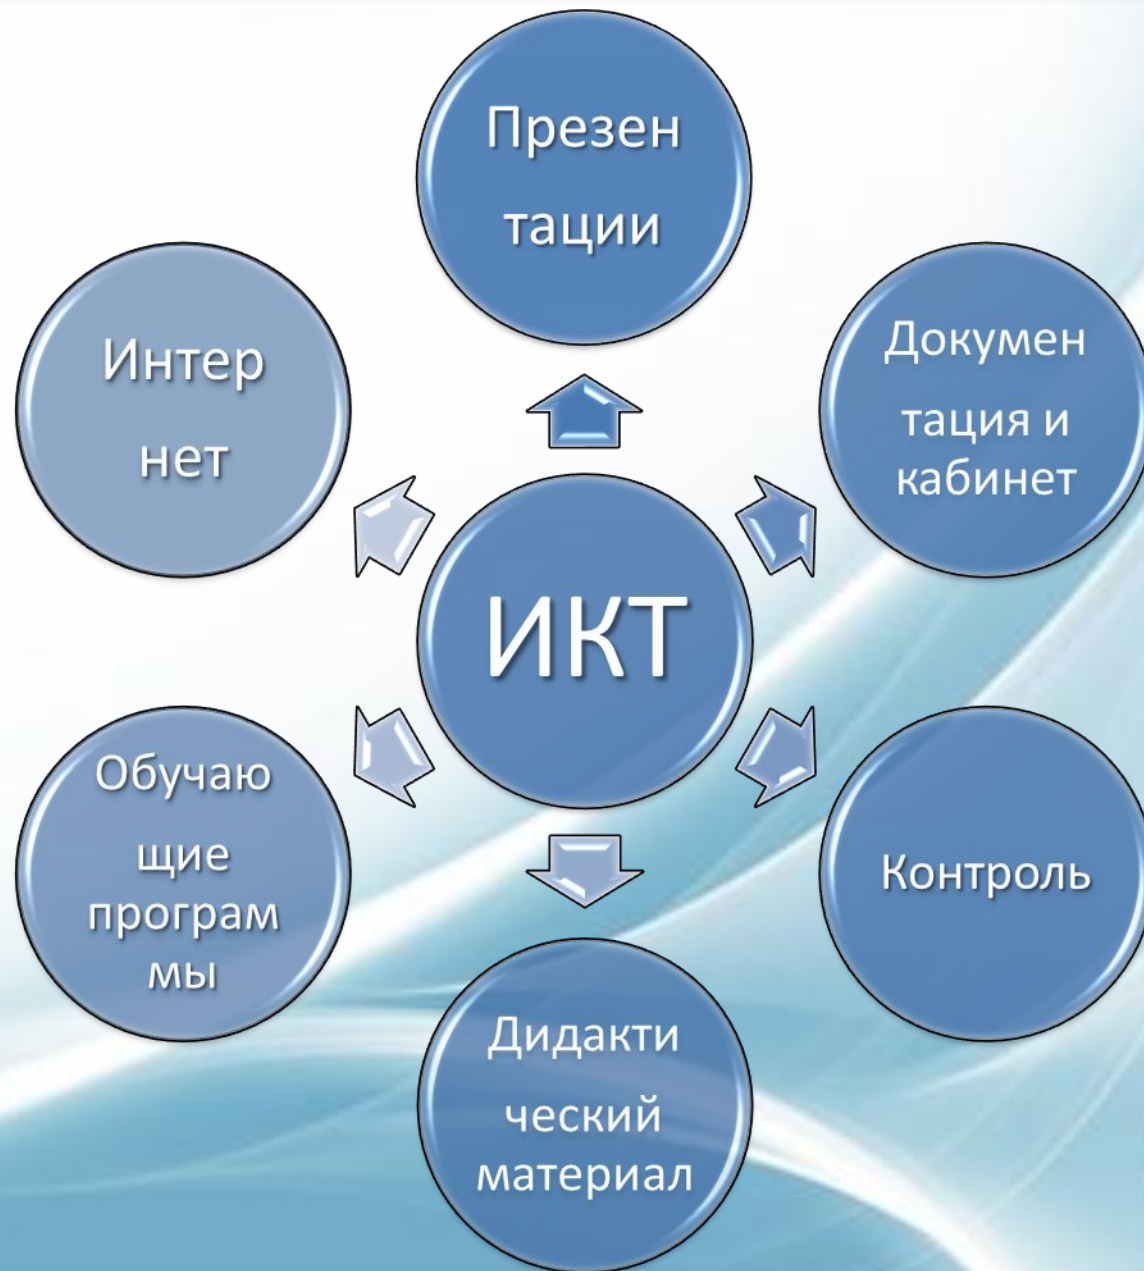 Презен
тации
Интер
нет
Докумен
тация и
кабинет
ИКТ
Обучаю
щие
програм
мы
Контроль
Дидакти
ческий
материал